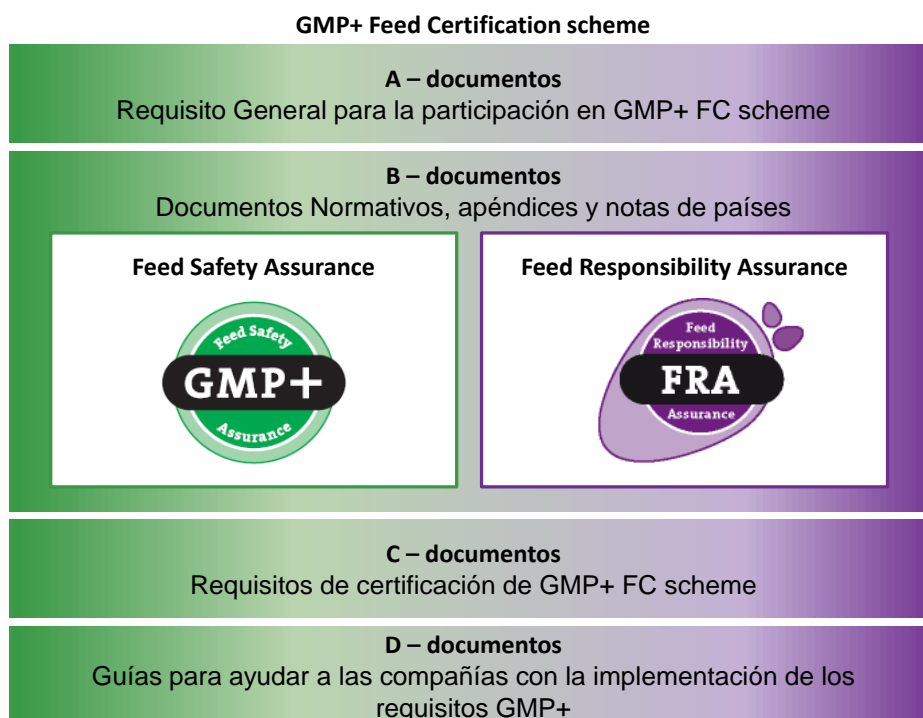 GMP+ Feed Certification scheme
A – documentos
Requisito General para la participación en GMP+ FC scheme
B – documentos
Documentos Normativos, apéndices y notas de países
Feed Safety Assurance
Feed Safety
GMP+
Assurance
Feed Responsibility Assurance
Feed
Responsibility
FRA
Assurance
C – documentos
Requisitos de certificación de GMP+ FC scheme
D – documentos
Guías para ayudar a las compañías con la implementación de los
requisitos GMP+